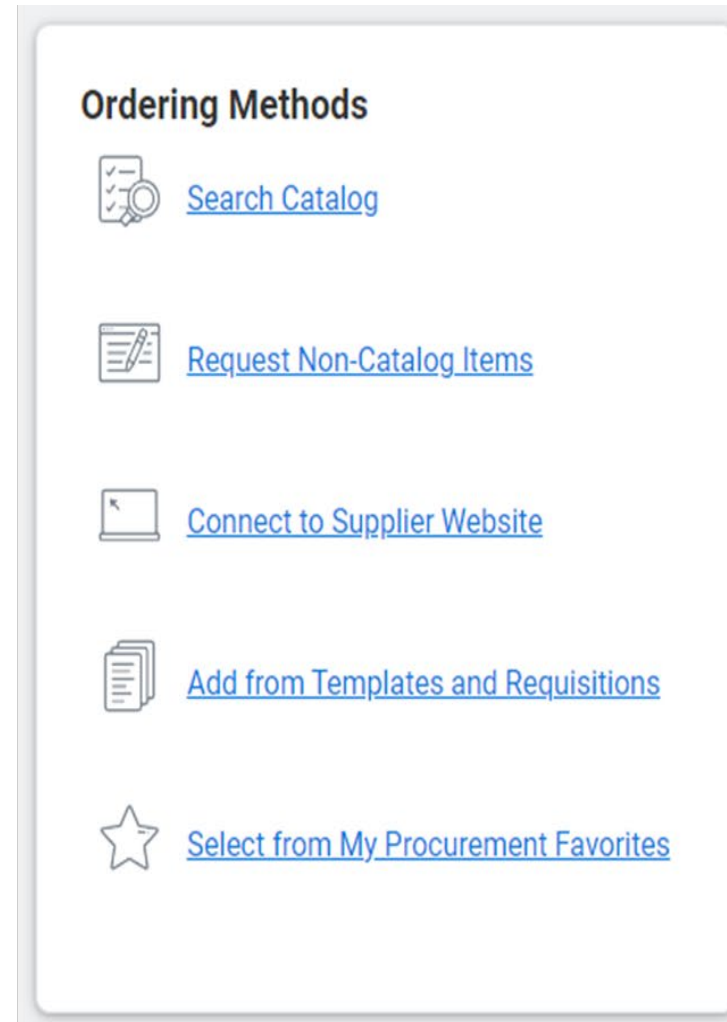 Ordering Methods
Search Catalog
Request Non-Catalog Items
Connect to Supplier Website
Add from Templates and Requisitions
Select from My Procurement Favorites